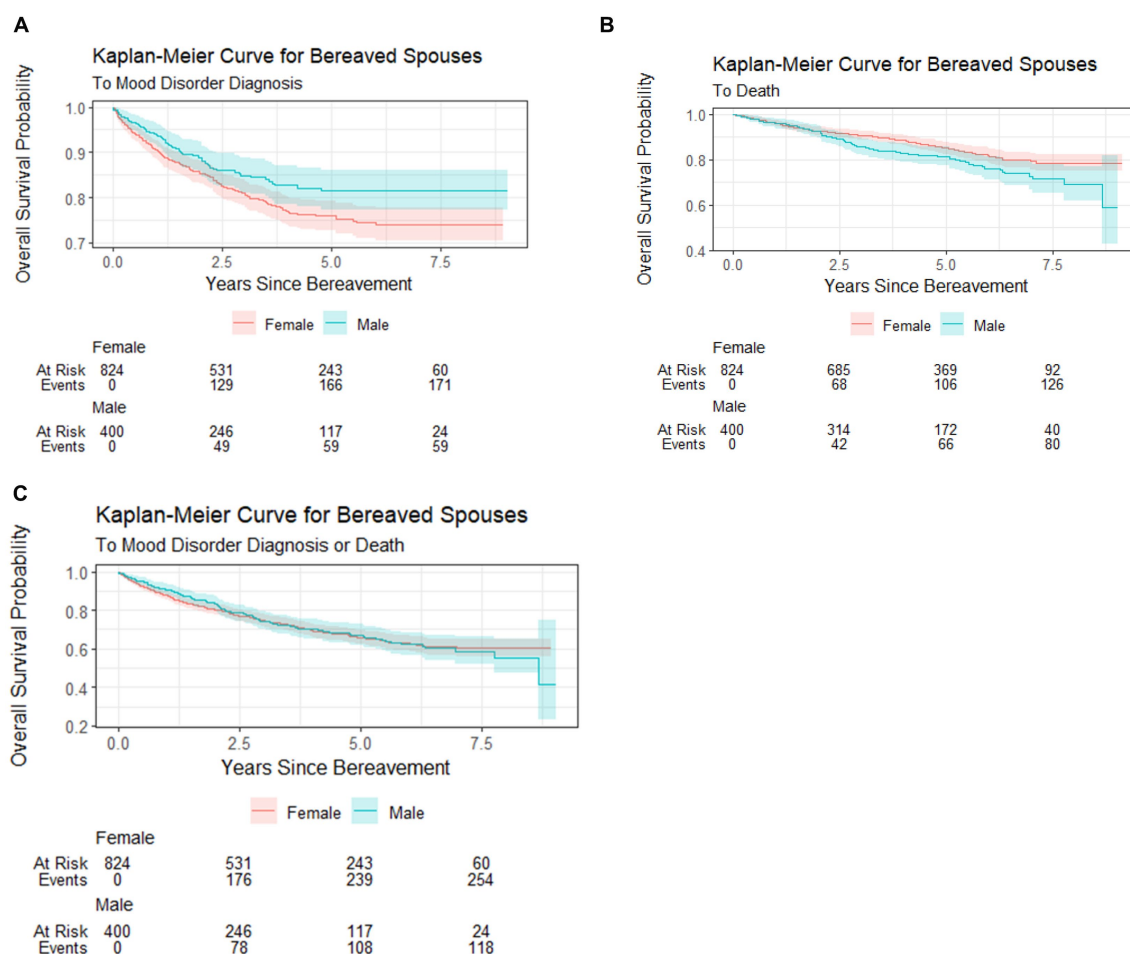 A
Kaplan-Meier Curve for Bereaved Spouses
To Mood Disorder Diagnosis
Overall Survival Probability
1.0
0.9
0.8
0.7
0.0 2.5 5.0 7.5
Years Since Bereavement
Female Male
Female
At Risk 824 531 243 60
Events 0 129 166 171
Male
At Risk 400 246 117 24
Events 0 49 59 59
B
Kaplan-Meier Curve for Bereaved Spouses
To Death
Overall Survival Probability
1.0
0.8
0.6
0.4
0.0 2.5 5.0 7.5
Years Since Bereavement
Female Male
Female
At Risk 824 685 369 92
Events 0 68 106 126
Male
At Risk 400 314 172 40
Events 0 42 66 80
C
Kaplan-Meier Curve for Bereaved Spouses
To Mood Disorder Diagnosis or Death
Overall Survival Probability
1.0
0.8
0.6
0.4
0.2
0.0 2.5 5.0 7.5
Years Since Bereavement
Female Male
Female
At Risk 824 531 243 60
Events 0 176 239 254
Male
At Risk 400 246 117 24
Events 0 78 108 118